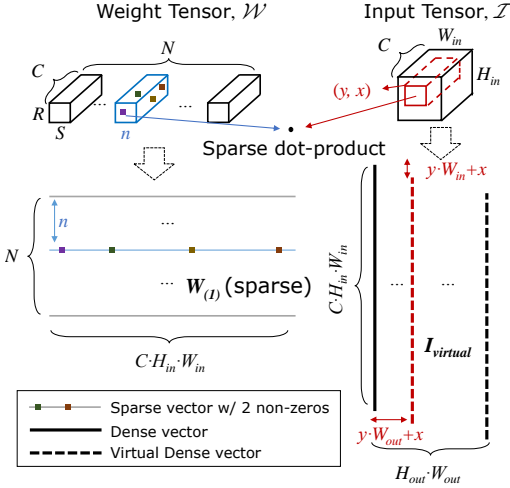 Weight Tensor, 𝒲
Input Tensor, ℐ
N
C
...
...
R
S
n
C
W_in
H_in
(y, x)
Sparse dot-product
y·W_in+x
N
n
...
...
W_(1) (sparse)
C·H_in·W_in
C·H_in·W_in
...
...
I_virtual
y·W_out+x
H_out·W_out
Sparse vector w/ 2 non-zeros
Dense vector
Virtual Dense vector